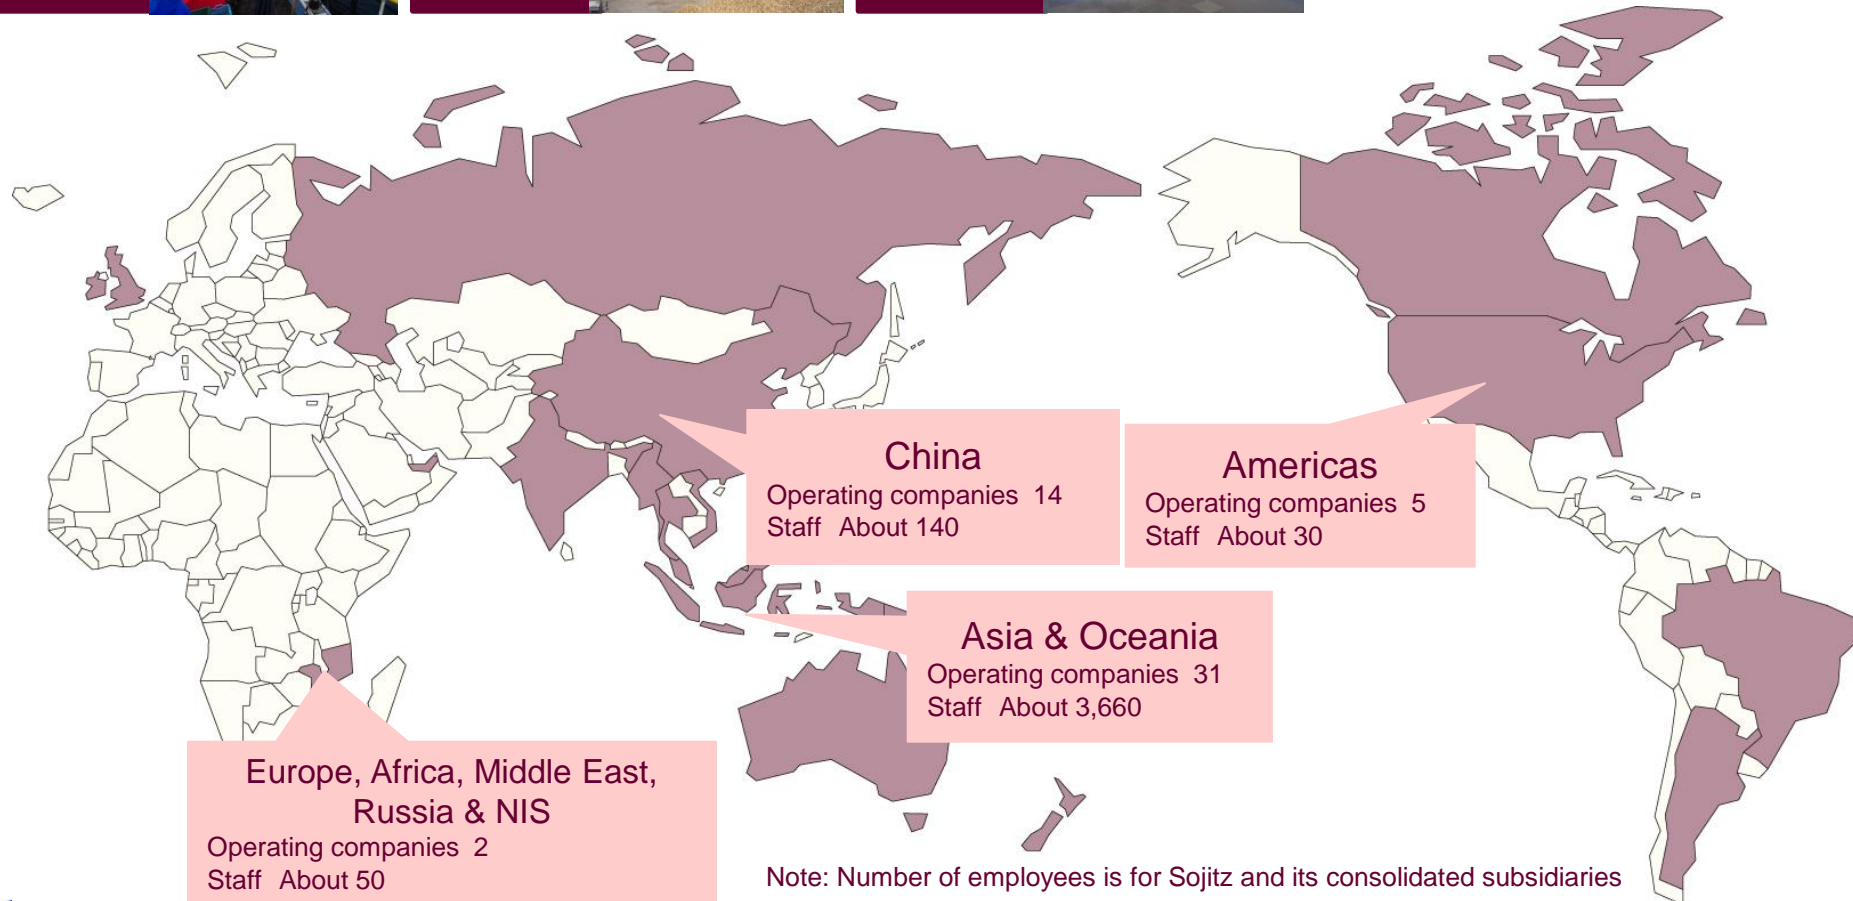 China
Operating companies 14
Staff About 140
Americas
Operating companies 5
Staff About 30
Asia & Oceania
Operating companies 31
Staff About 3,660
Europe, Africa, Middle East,
Russia & NIS
Operating companies 2
Staff About 50
Note: Number of employees is for Sojitz and its consolidated subsidiaries